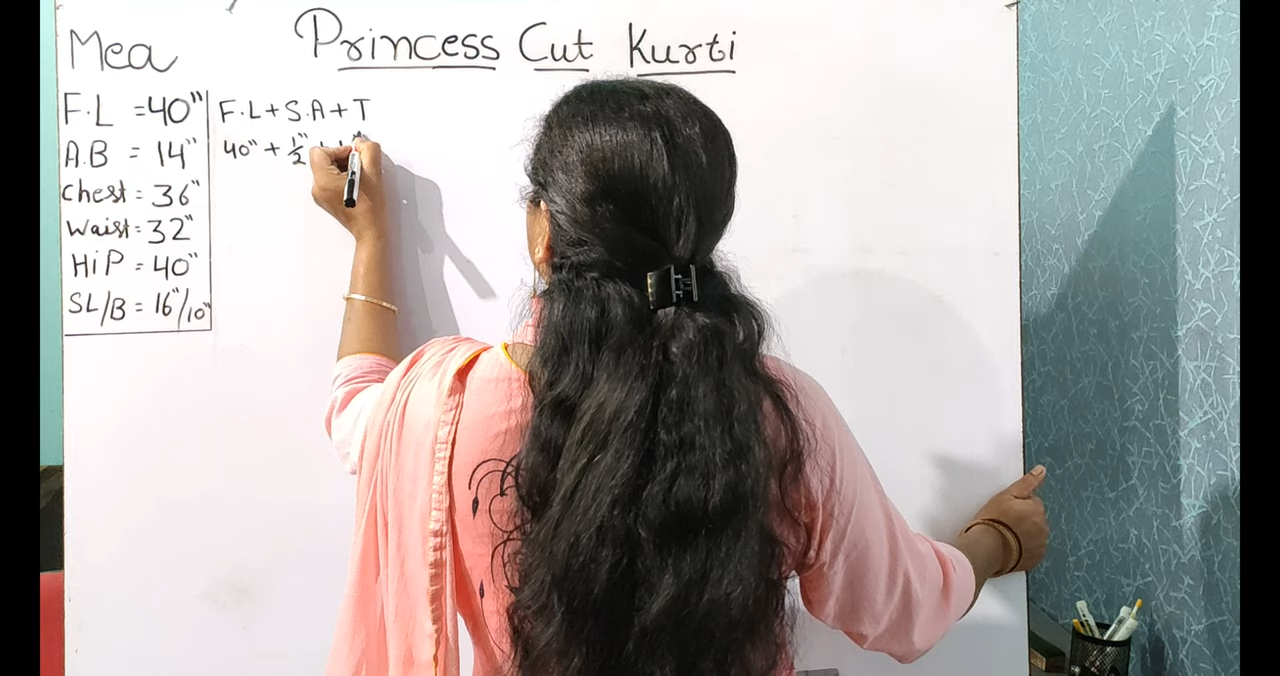 Princess Cut Kurti
Mea
F.L = 40"
A.B = 14"
Chest = 36"
Waist = 32"
HiP = 40"
SL/B = 16"/10"
F.L + S.A + T
40" + 1/2"